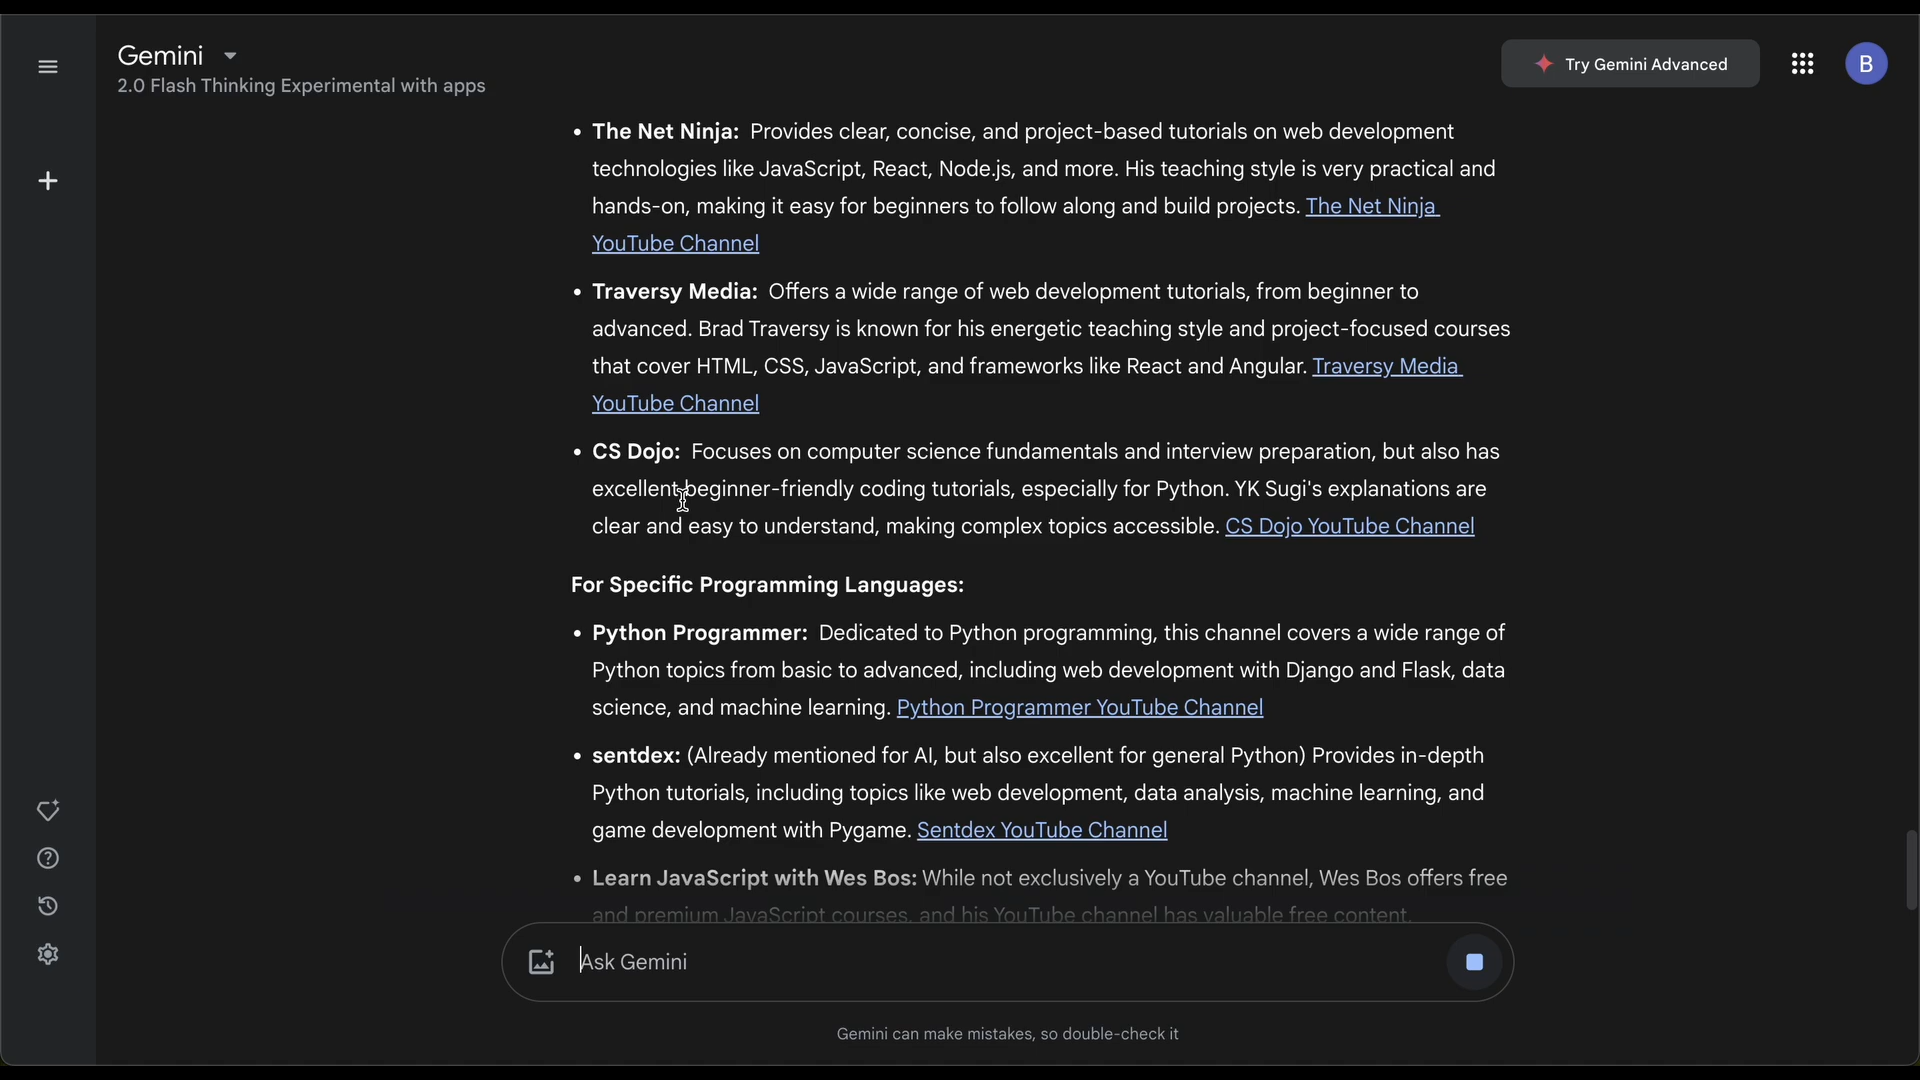 Gemini
2.0 Flash Thinking Experimental with apps
Try Gemini Advanced
B
• The Net Ninja: Provides clear, concise, and project-based tutorials on web development
technologies like JavaScript, React, Node.js, and more. His teaching style is very practical and
hands-on, making it easy for beginners to follow along and build projects. The Net Ninja
YouTube Channel
• Traversy Media: Offers a wide range of web development tutorials, from beginner to
advanced. Brad Traversy is known for his energetic teaching style and project-focused courses
that cover HTML, CSS, JavaScript, and frameworks like React and Angular. Traversy Media
YouTube Channel
• CS Dojo: Focuses on computer science fundamentals and interview preparation, but also has
excellent beginner-friendly coding tutorials, especially for Python. YK Sugi's explanations are
clear and easy to understand, making complex topics accessible. CS Dojo YouTube Channel
For Specific Programming Languages:
• Python Programmer: Dedicated to Python programming, this channel covers a wide range of
Python topics from basic to advanced, including web development with Django and Flask, data
science, and machine learning. Python Programmer YouTube Channel
• sentdex: (Already mentioned for AI, but also excellent for general Python) Provides in-depth
Python tutorials, including topics like web development, data analysis, machine learning, and
game development with Pygame. Sentdex YouTube Channel
• Learn JavaScript with Wes Bos: While not exclusively a YouTube channel, Wes Bos offers free
and premium JavaScript courses, and his YouTube channel has valuable free content.
Ask Gemini
Gemini can make mistakes, so double-check it